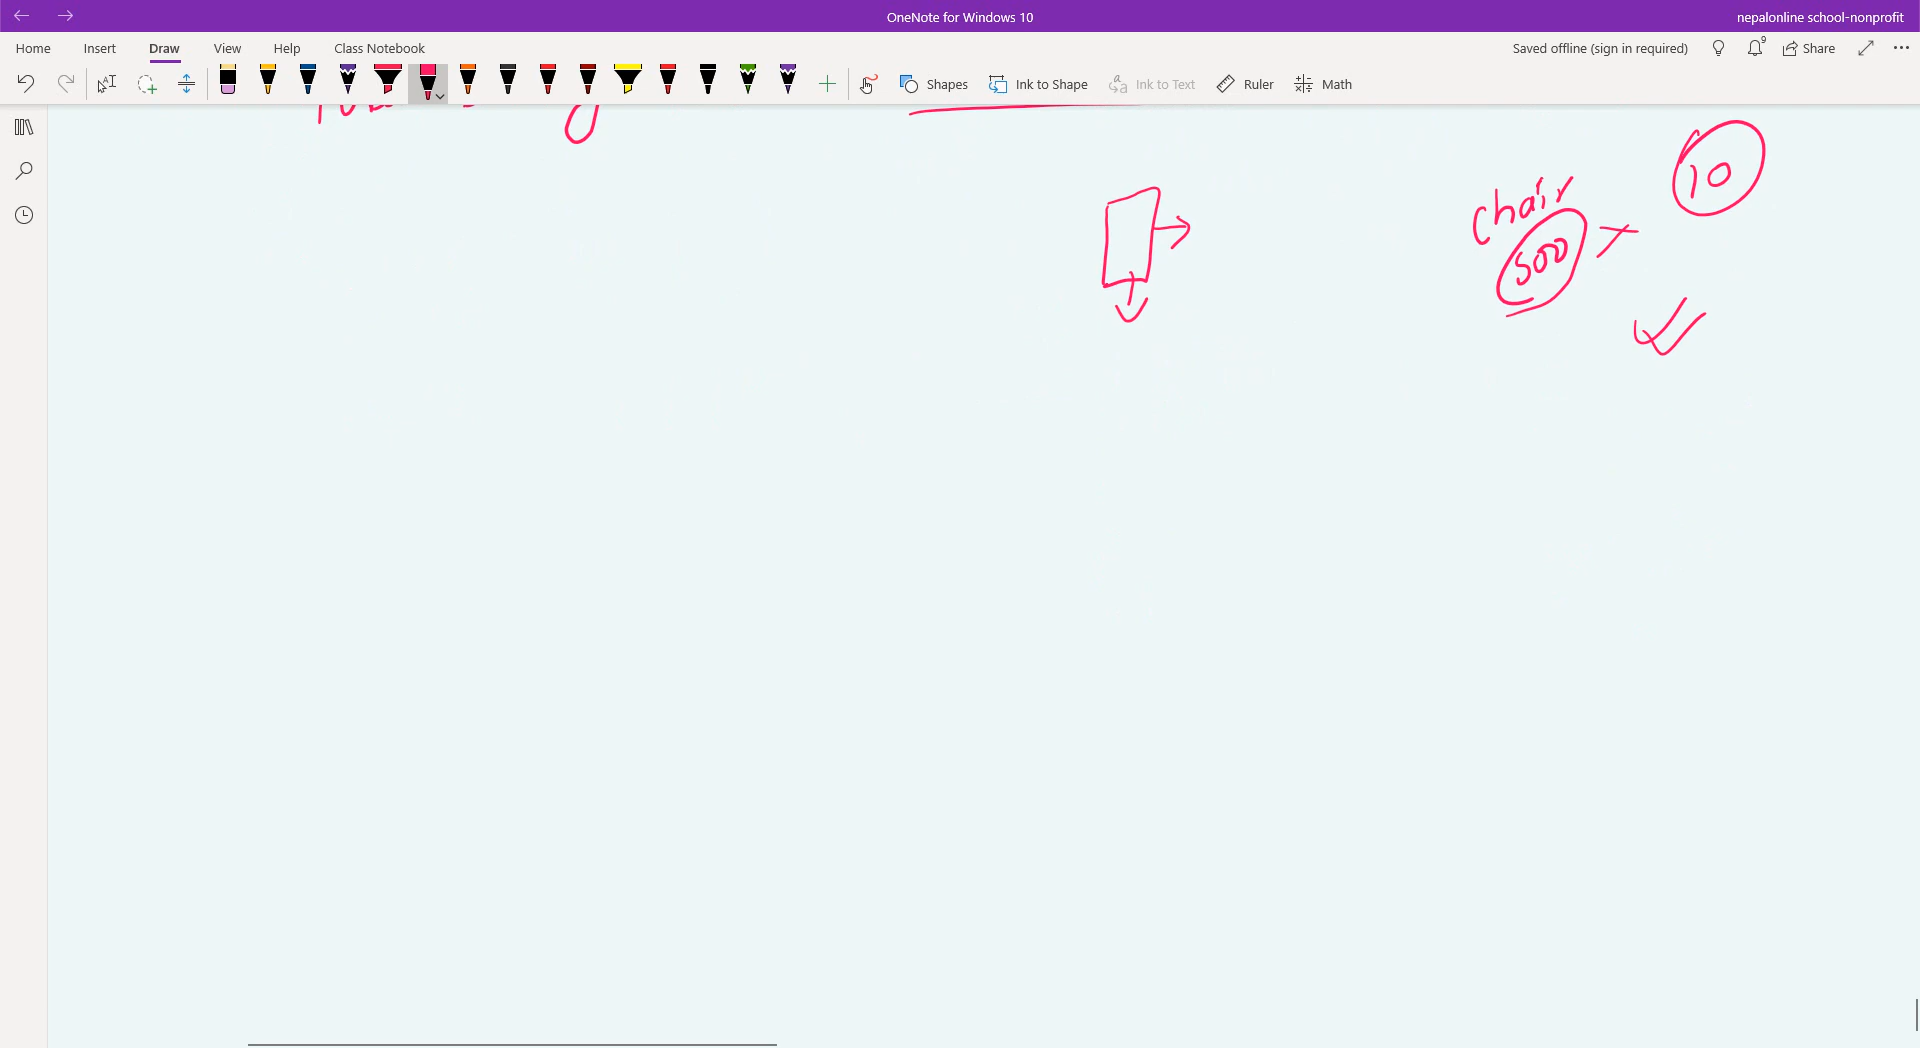 OneNote for Windows 10
nepalonline school-nonprofit
Home Insert Draw View Help Class Notebook
Saved offline (sign in required)
9
Share
Shapes Ink to Shape Ink to Text Ruler Math
10
Chair
500 ×